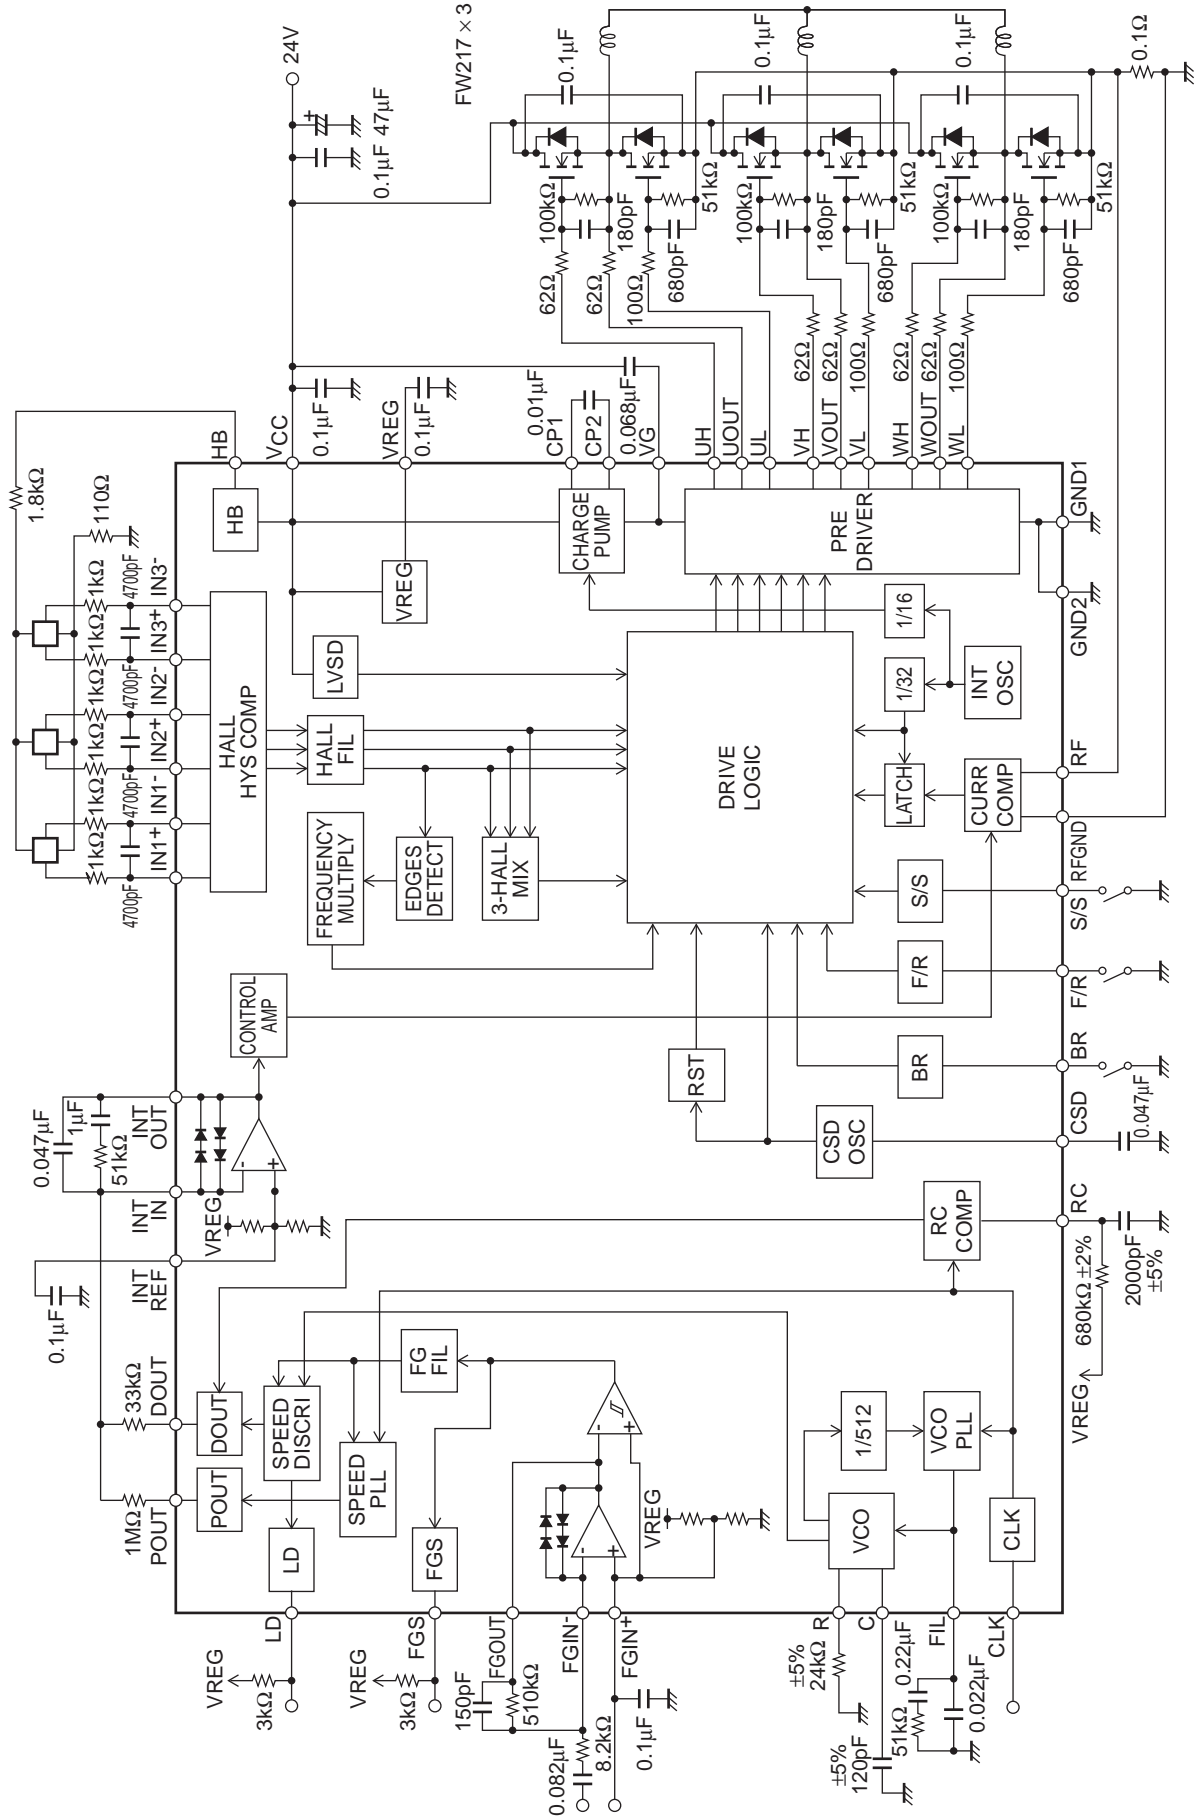 24V
FW217 × 3
0.1µF
0.1µF
0.1µF
0.1Ω
0.1µF 47µF
100kΩ
180pF
51kΩ
100kΩ
180pF
51kΩ
100kΩ
180pF
51kΩ
62Ω
62Ω
100Ω
680pF
680pF
680pF
62Ω
62Ω
100Ω
62Ω
62Ω
100Ω
0.01µF
0.068µF
0.1µF
0.1µF
1.8kΩ
110Ω
HB
VCC
VREG
CP1
CP2
VG
UH
UOUT
UL
VH
VOUT
VL
WH
WOUT
WL
GND1
GND2
HB
VREG
CHARGE
PUMP
PRE
DRIVER
1kΩ
4700pF
1kΩ
1kΩ
4700pF
1kΩ
1kΩ
4700pF
1kΩ
4700pF
IN3-
IN3+
IN2-
IN2+
IN1-
IN1+
HALL
HYS COMP
LVSD
HALL
FIL
FREQUENCY
MULTIPLY
EDGES
DETECT
3-HALL
MIX
DRIVE
LOGIC
1/16
1/32
INT
OSC
LATCH
CURR
COMP
RF
RFGND
S/S
S/S
F/R
F/R
BR
BR
CSD
0.047µF
RST
CSD
OSC
CONTROL
AMP
0.047µF
1µF
51kΩ
INT
OUT
INT
IN
INT
REF
0.1µF
VREG
-
+
RC
COMP
RC
680kΩ ±2%
2000pF
±5%
VREG
33kΩ
DOUT
1MΩ
POUT
DOUT
POUT
SPEED
DISCRI
SPEED
PLL
FG
FIL
LD
FGS
-
+
-
+
VREG
1/512
VCO
PLL
VCO
CLK
LD
FGS
FGOUT
FGIN-
FGIN+
R
C
FIL
CLK
VREG
3kΩ
VREG
3kΩ
150pF
510kΩ
0.082µF
8.2kΩ
0.1µF
±5%
24kΩ
±5%
120pF
0.22µF
51kΩ
0.022µF